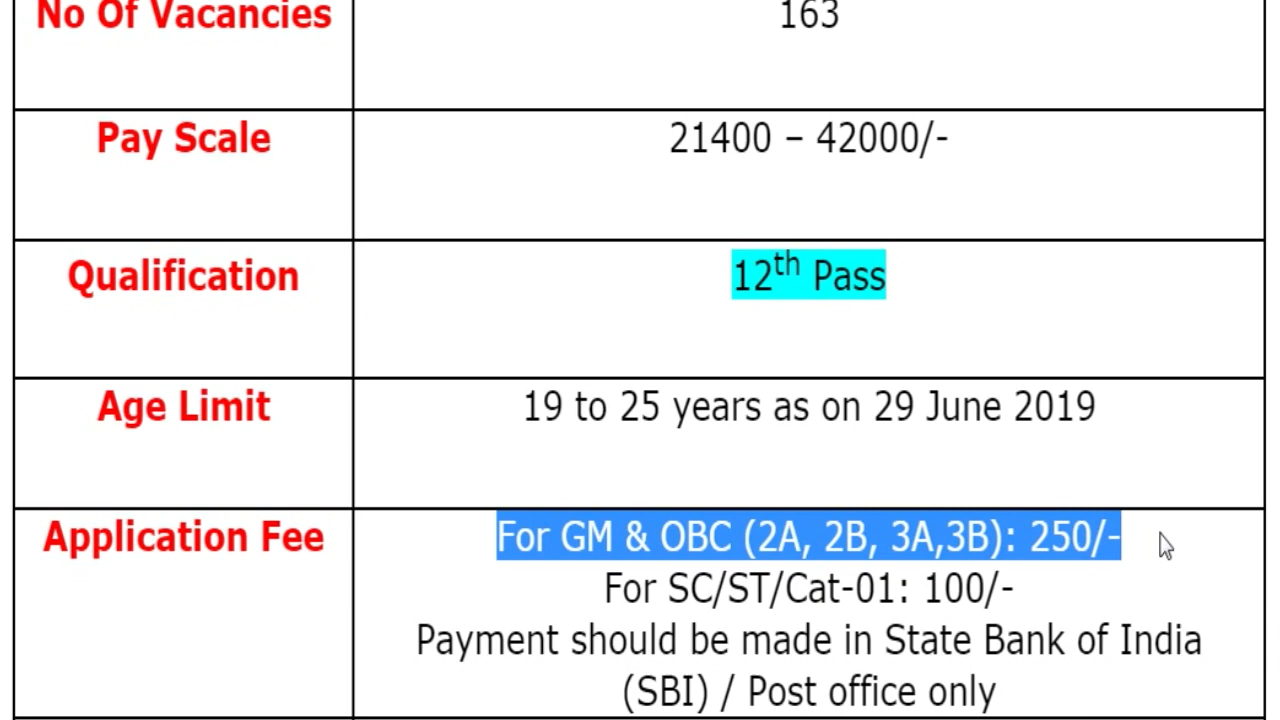 No Of Vacancies
163
Pay Scale
21400 – 42000/-
Qualification
12th Pass
Age Limit
19 to 25 years as on 29 June 2019
Application Fee
For GM & OBC (2A, 2B, 3A,3B): 250/-
For SC/ST/Cat-01: 100/-
Payment should be made in State Bank of India
(SBI) / Post office only